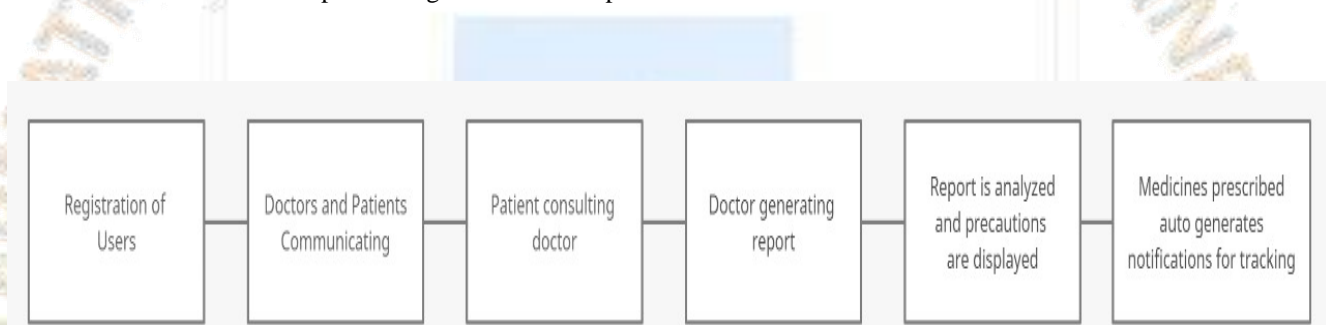 Registration of
Users
Doctors and Patients
Communicating
Patient consulting
doctor
Doctor generating
report
Report is analyzed
and precautions
are displayed
Medicines prescribed
auto generates
notifications for tracking